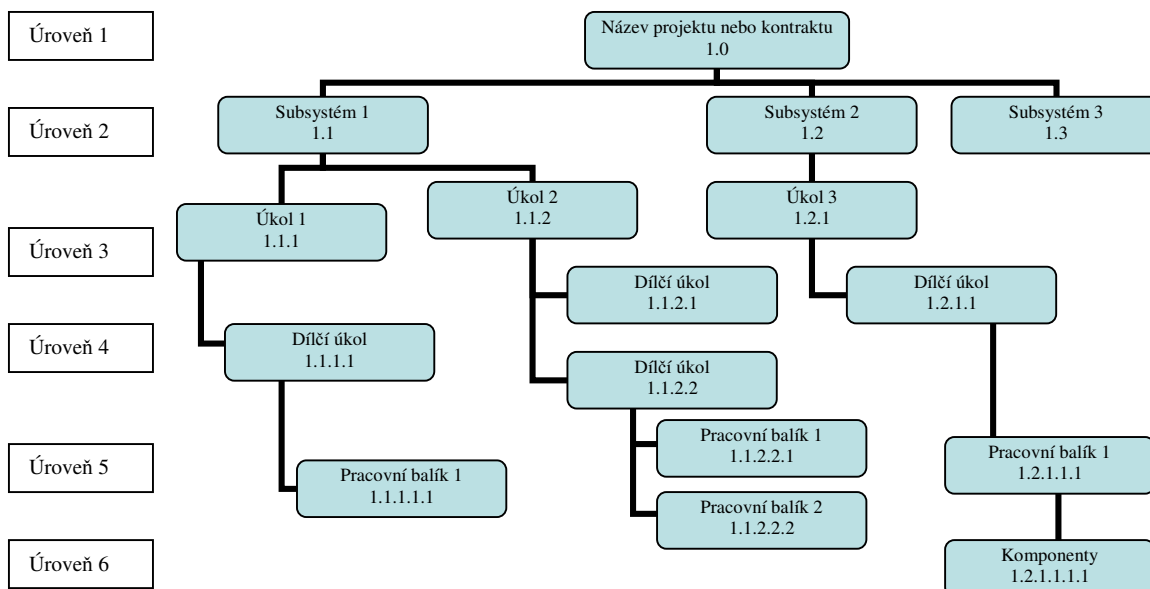 Úroveň 1
Název projektu nebo kontraktu
1.0
Úroveň 2
Subsystém 1
1.1
Subsystém 2
1.2
Subsystém 3
1.3
Úroveň 3
Úkol 1
1.1.1
Úkol 2
1.1.2
Úkol 3
1.2.1
Úroveň 4
Dílčí úkol
1.1.1.1
Dílčí úkol
1.1.2.1
Dílčí úkol
1.1.2.2
Dílčí úkol
1.2.1.1
Úroveň 5
Pracovní balík 1
1.1.1.1.1
Pracovní balík 1
1.1.2.2.1
Pracovní balík 2
1.1.2.2.2
Pracovní balík 1
1.2.1.1.1
Úroveň 6
Komponenty
1.2.1.1.1.1